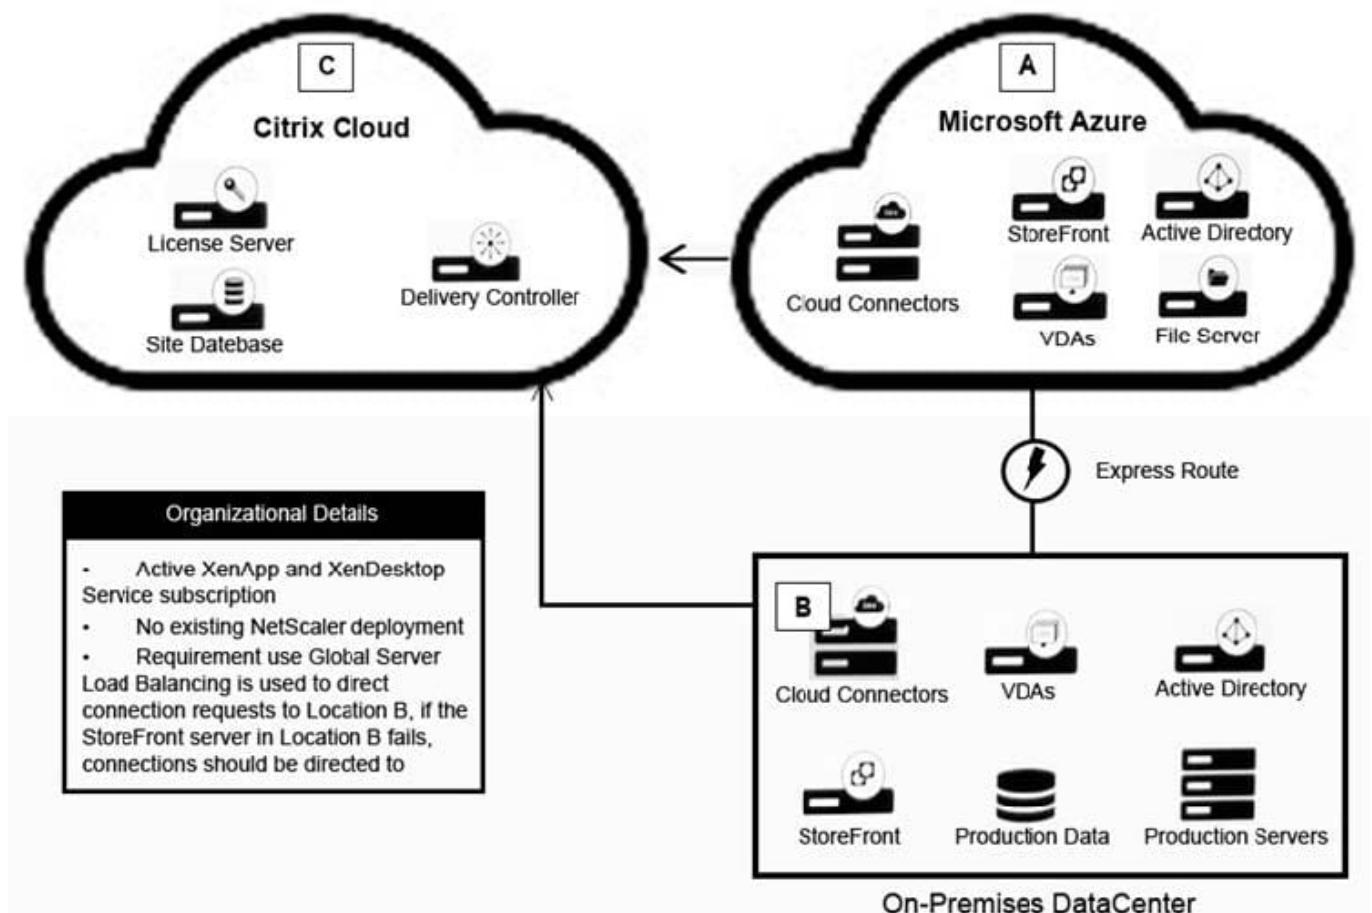 C
Citrix Cloud
License Server
Delivery Controller
Site Datebase
A
Microsoft Azure
StoreFront
Active Directory
Cloud Connectors
VDAs
File Server
Express Route
Organizational Details
- Active XenApp and XenDesktop
Service subscription
• No existing NetScaler deployment
• Requirement use Global Server
Load Balancing is used to direct
connection requests to Location B, if the
StoreFront server in Location B fails,
connections should be directed to
B
Cloud Connectors
VDAs
Active Directory
StoreFront
Production Data
Production Servers
On-Premises DataCenter